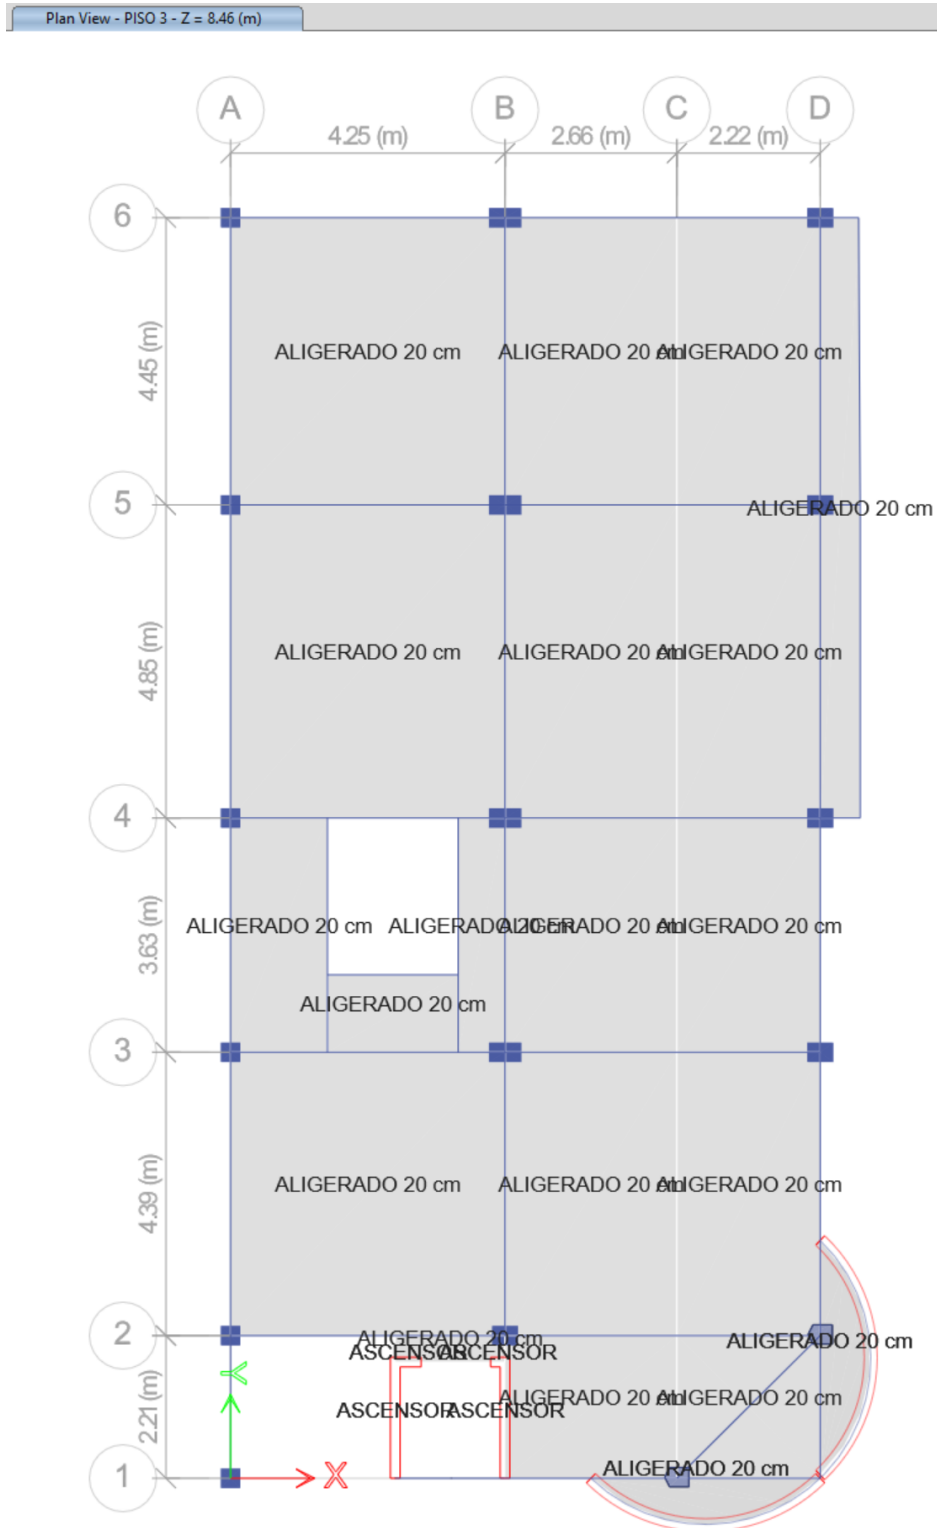 Plan View - PISO 3 - Z = 8.46 (m)
A B C D
4.25 (m) 2.66 (m) 2.22 (m)
6
4.45 (m)
ALIGERADO 20 cm ALIGERADO 20 cm ALIGERADO 20 cm
5
ALIGERADO 20 cm
4.85 (m)
ALIGERADO 20 cm ALIGERADO 20 cm ALIGERADO 20 cm
4
3.63 (m)
ALIGERADO 20 cm ALIGERADO 20 cm ALIGERADO 20 cm ALIGERADO 20 cm
ALIGERADO 20 cm
3
4.39 (m)
ALIGERADO 20 cm ALIGERADO 20 cm ALIGERADO 20 cm
2
ALIGERADO 20 cm ALIGERADO 20 cm
ASCENSOR ASCENSOR
Y
2.21 (m)
ALIGERADO 20 cm ALIGERADO 20 cm
ASCENSOR ASCENSOR
ALIGERADO 20 cm
1
X